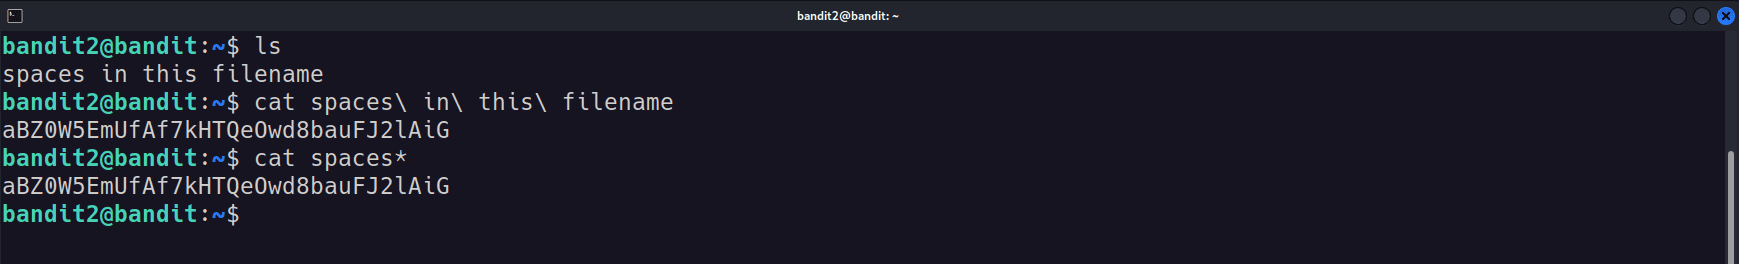 bandit2@bandit: ~
bandit2@bandit:~$ ls
spaces in this filename
bandit2@bandit:~$ cat spaces\ in\ this\ filename
aBZ0W5EmUfAf7kHTQeOwd8bauFJ2lAiG
bandit2@bandit:~$ cat spaces*
aBZ0W5EmUfAf7kHTQeOwd8bauFJ2lAiG
bandit2@bandit:~$